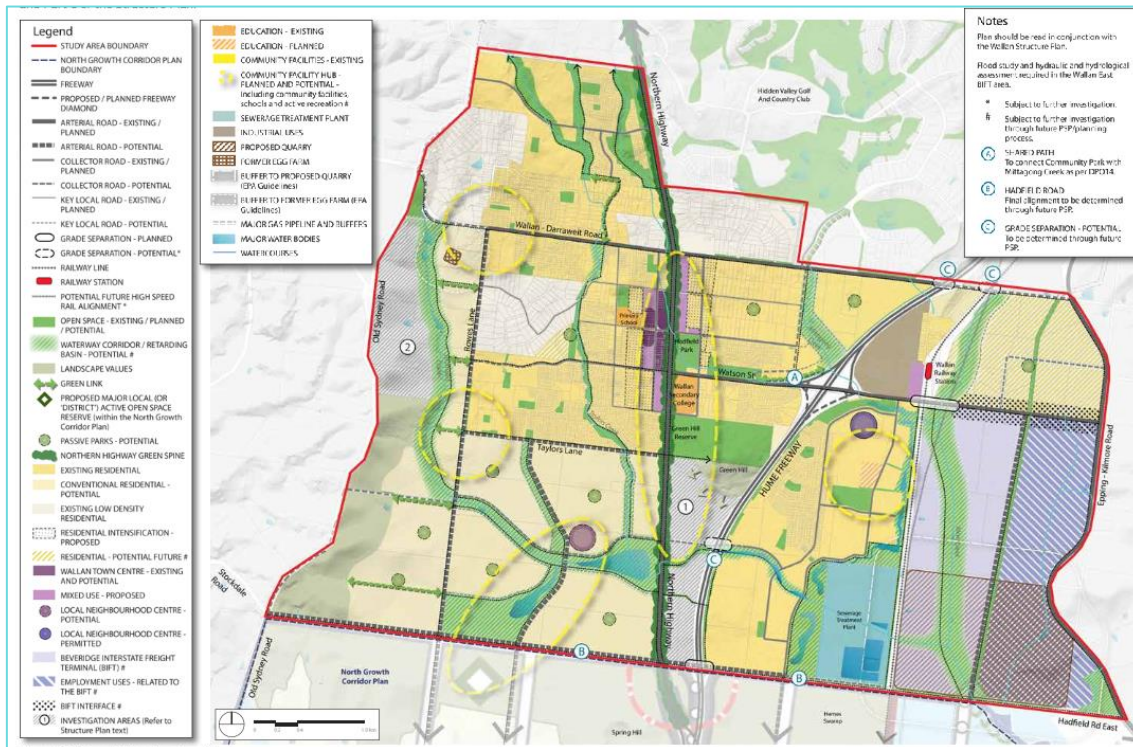 Legend
STUDY AREA BOUNDARY
NORTH GROWTH CORRIDOR PLAN
BOUNDARY
FREEWAY
PROPOSED / PLANNED FREEWAY
DIAMOND
ARTERIAL ROAD - EXISTING /
PLANNED
ARTERIAL ROAD - POTENTIAL
COLLECTOR ROAD - EXISTING /
PLANNED
COLLECTOR ROAD - POTENTIAL
KEY LOCAL ROAD - EXISTING /
PLANNED
KEY LOCAL ROAD - POTENTIAL
GRADE SEPARATION - PLANNED
GRADE SEPARATION - POTENTIAL*
RAILWAY LINE
RAILWAY STATION
POTENTIAL FUTURE HIGH SPEED
RAIL ALIGNMENT *
OPEN SPACE - EXISTING / PLANNED
/ POTENTIAL
WATERWAY CORRIDOR / RETARDING
BASIN - POTENTIAL #
LANDSCAPE VALUES
GREEN LINK
PROPOSED MAJOR LOCAL (OR
'DISTRICT') ACTIVE OPEN SPACE
RESERVE (within the North Growth
Corridor Plan)
PASSIVE PARKS - POTENTIAL
NORTHERN HIGHWAY GREEN SPINE
EXISTING RESIDENTIAL
CONVENTIONAL RESIDENTIAL -
POTENTIAL
EXISTING LOW DENSITY
RESIDENTIAL
RESIDENTIAL INTENSIFICATION -
PROPOSED
RESIDENTIAL - POTENTIAL FUTURE #
WALLAN TOWN CENTRE - EXISTING
AND POTENTIAL
MIXED USE - PROPOSED
LOCAL NEIGHBOURHOOD CENTRE -
POTENTIAL
LOCAL NEIGHBOURHOOD CENTRE -
PERMITTED
BEVERIDGE INTERSTATE FREIGHT
TERMINAL (BIFT) #
EMPLOYMENT USES - RELATED TO
THE BIFT #
BIFT INTERFACE #
1 INVESTIGATION AREAS (Refer to
Structure Plan text)
EDUCATION - EXISTING
EDUCATION - PLANNED
COMMUNITY FACILITIES - EXISTING
COMMUNITY FACILITY HUB -
PLANNED AND POTENTIAL -
including community facilities,
schools and active recreation #
SEWERAGE TREATMENT PLANT
INDUSTRIAL USES
PROPOSED QUARRY
FORMER EGG FARM
BUFFER TO PROPOSED QUARRY
(EPA Guidelines)
BUFFER TO FORMER EGG FARM (EPA
Guidelines)
MAJOR GAS PIPELINE AND BUFFERS
MAJOR WATER BODIES
WATERCOURSES
Notes
Plan should be read in conjunction with
the Wallan Structure Plan.
Flood study and hydraulic and hydrological
assessment required in the Wallan East
BIFT area.
* Subject to further investigation.
# Subject to further investigation
through future PSP/planning
process.
A SHARED PATH
To connect Community Park with
Mittagong Creek as per DPO14.
B HADFIELD ROAD
Final alignment to be determined
through future PSP.
C GRADE SEPARATION - POTENTIAL
To be determined through future
PSP.
Hidden Valley Golf
And Country Club
Northern Highway
Wallan - Darraweit Road
C
C
Old Sydney Road
Rowes Lane
2
Primary
School
Hadfield
Park
Watson St
A
Wallan
Railway
Station
Wallan
Secondary
College
Green Hill
Reserve
Taylors Lane
Green Hill
HUME FREEWAY
Epping - Kilmore Road
1
C
Stockdale
Road
Northern Highway
Sewerage
Treatment
Plant
Old Sydney Road
B
B
North Growth
Corridor Plan
Hadfield Rd East
Spring Hill